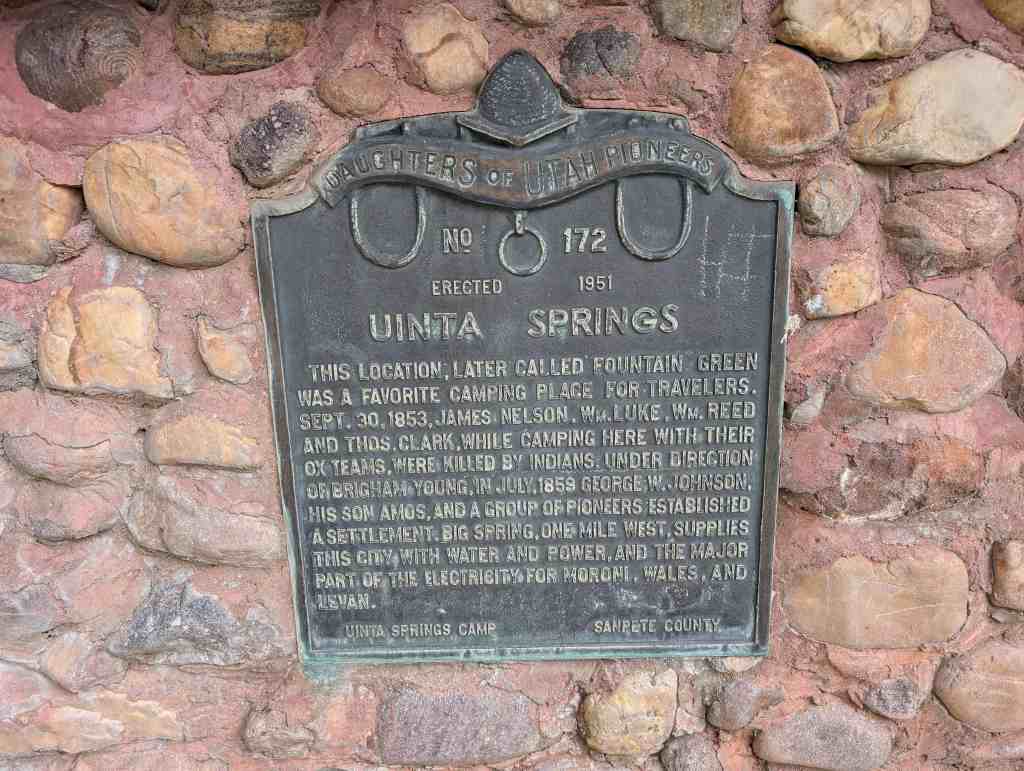 DAUGHTERS OF UTAH PIONEERS
NO 172
ERECTED 1951
UINTA SPRINGS
THIS LOCATION, LATER CALLED FOUNTAIN GREEN
WAS A FAVORITE CAMPING PLACE FOR TRAVELERS.
SEPT. 30, 1853, JAMES NELSON, WM. LUKE, WM. REED
AND THOS. CLARK, WHILE CAMPING HERE WITH THEIR
OX TEAMS, WERE KILLED BY INDIANS. UNDER DIRECTION
OF BRIGHAM YOUNG, IN JULY, 1859 GEORGE W. JOHNSON,
HIS SON AMOS, AND A GROUP OF PIONEERS ESTABLISHED
A SETTLEMENT. BIG SPRING, ONE MILE WEST, SUPPLIES
THIS CITY WITH WATER AND POWER, AND THE MAJOR
PART OF THE ELECTRICITY FOR MORONI, WALES, AND
LEVAN.
UINTA SPRINGS CAMP SANPETE COUNTY